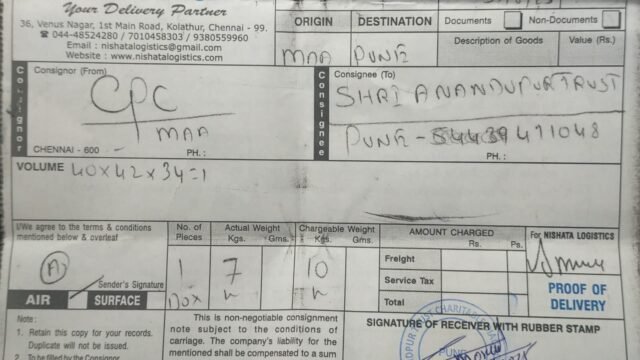 Your Delivery Partner
36, Venus Nagar, 1st Main Road, Kolathur, Chennai - 99.
☎ 044-48524280 / 7010458303 / 9380559960
Email : nishatalogistics@gmail.com
Website : www.nishatalogistics.com
ORIGIN DESTINATION Documents Non-Documents
MAA PUNE Description of Goods Value (Rs.)
Consignor Consignor (From)
CPC
MAA
CHENNAI - 600 PH. :
Consignee Consignee (To)
SHRI ANANDUPUR TRUST
PUNE - 411048
PH. :
VOLUME 40x42x34=1
I/We agree to the terms & conditions
mentioned below & overleaf
Sender's Signature
AIR SURFACE
No. of Pieces Actual Weight Kgs. Gms. Chargeable Weight Kgs. Gms.
1 7 10
Box
AMOUNT CHARGED
Rs. Ps.
Freight
Service Tax
Total
For NISHATA LOGISTICS
PROOF OF
DELIVERY
Note :
1. Retain this copy for your records.
Duplicate will not be issued.
2. To be filled by the Consignor
This is non-negotiable consignment
note subject to the conditions of
carriage. The company's liability for
the mentioned shall be compensated to a sum
SIGNATURE OF RECEIVER WITH RUBBER STAMP
PUNE